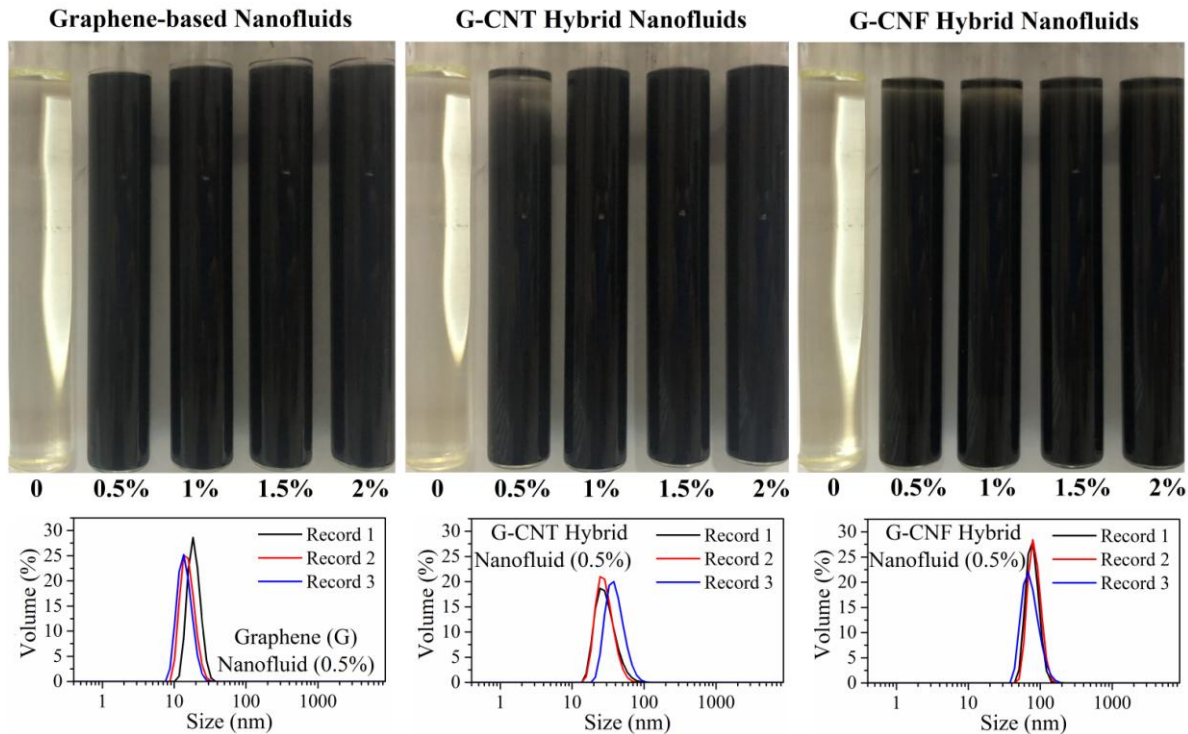 Graphene-based Nanofluids
G-CNT Hybrid Nanofluids
G-CNF Hybrid Nanofluids
0 0.5% 1% 1.5% 2%
0 0.5% 1% 1.5% 2%
0 0.5% 1% 1.5% 2%
30
25
20
15
10
5
0
Volume (%)
Record 1
Record 2
Record 3
Graphene (G)
Nanofluid (0.5%)
1 10 100 1000
Size (nm)
30
25
20
15
10
5
0
Volume (%)
G-CNT Hybrid
Nanofluid (0.5%)
Record 1
Record 2
Record 3
1 10 100 1000
Size (nm)
30
25
20
15
10
5
0
Volume (%)
G-CNF Hybrid
Nanofluid (0.5%)
Record 1
Record 2
Record 3
1 10 100 1000
Size (nm)